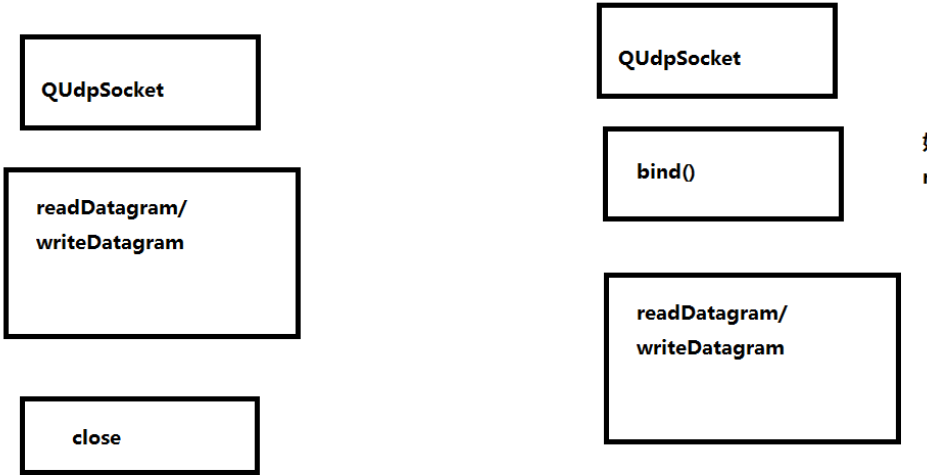 QUdpSocket
readDatagram/
writeDatagram
close
QUdpSocket
bind()
readDatagram/
writeDatagram